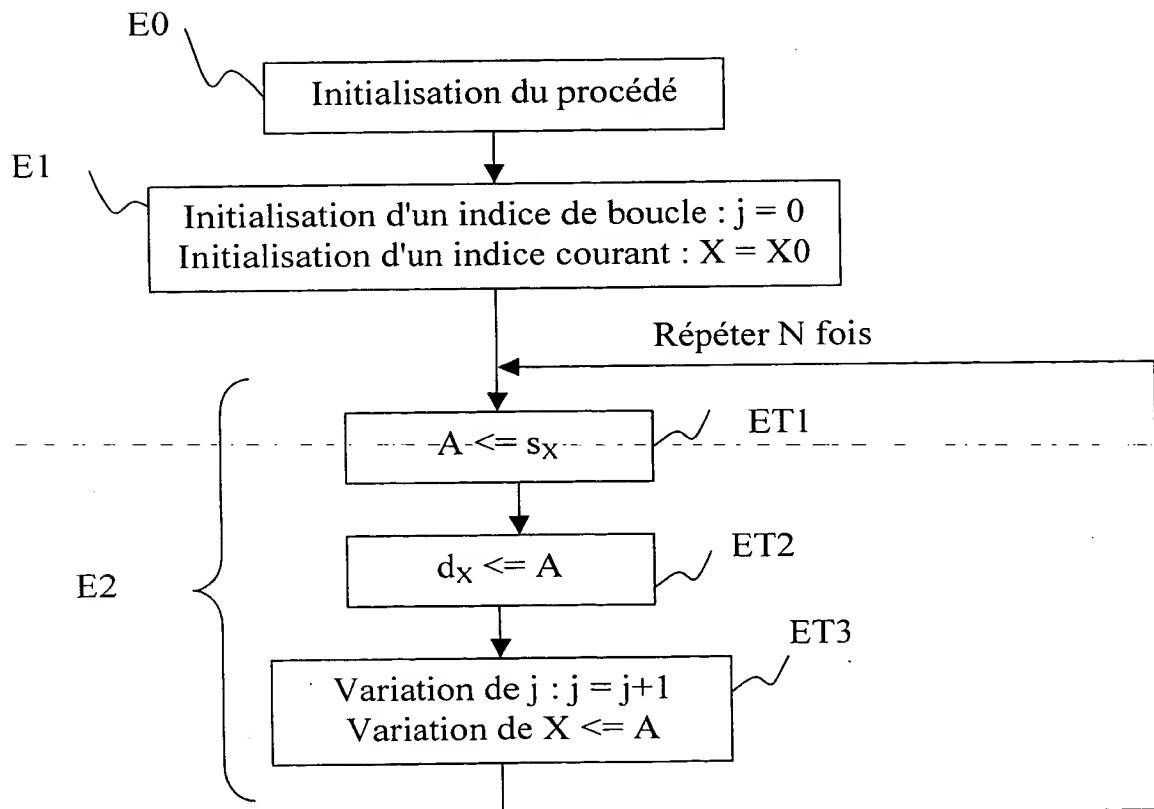 E0
Initialisation du procédé
E1
Initialisation d'un indice de boucle : j = 0
Initialisation d'un indice courant : X = X0
Répéter N fois
A <= sX
ET1
dX <= A
ET2
E2
ET3
Variation de j : j = j+1
Variation de X <= A